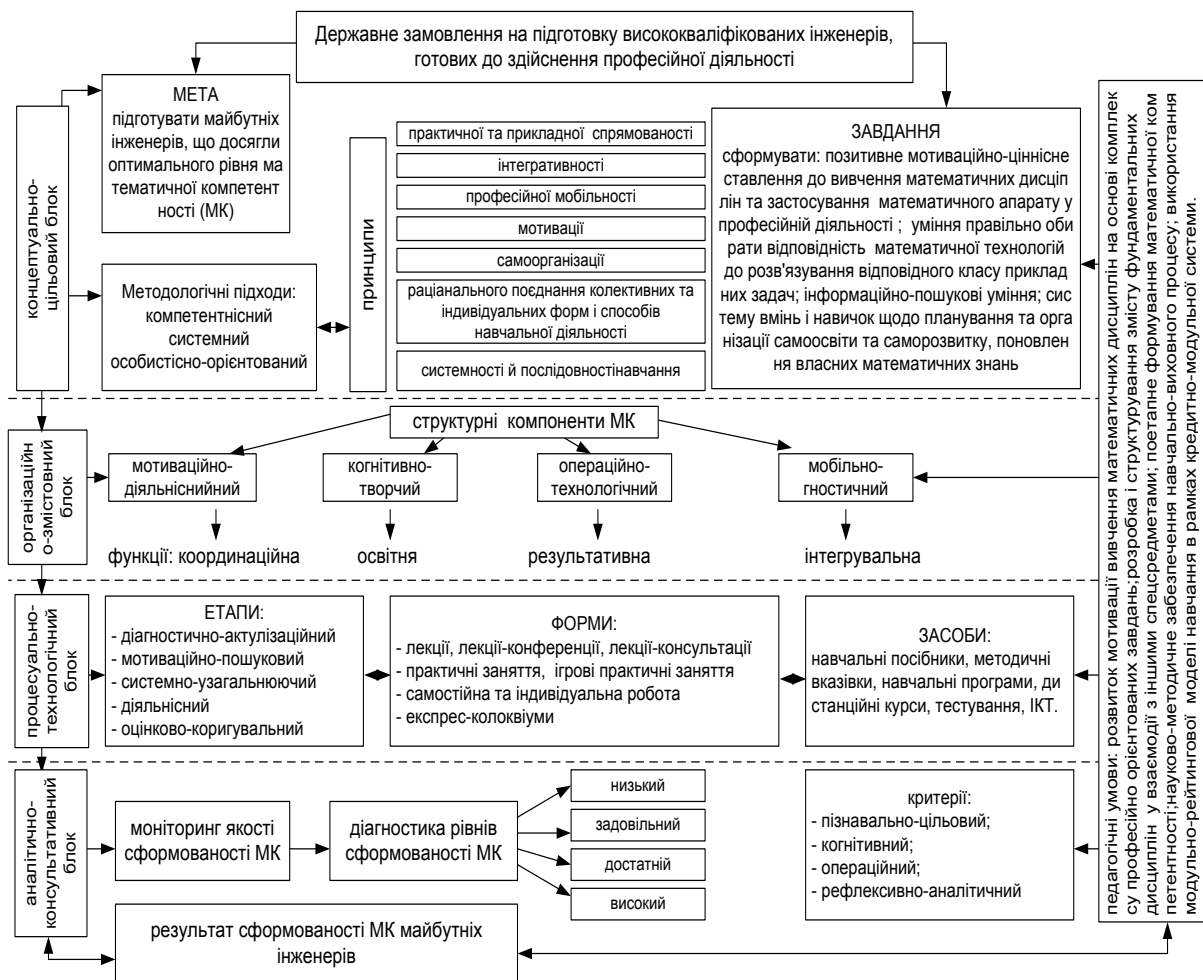 Державне замовлення на підготовку висококваліфікованих інженерів,
готових до здійснення професійної діяльності
концептуально-
цільовий блок
МЕТА
підготувати майбутніх
інженерів, що досягли
оптимального рівня ма
тематичної компетент
ності (МК)
Методологічні підходи:
компетентнісний
системний
особистісно-орієнтований
принципи
практичної та прикладної спрямованості
інтегративності
професійної мобільності
мотивації
самоорганізації
раціонального поєднання колективних та
індивідуальних форм і способів
навчальної діяльності
системності й послідовностінавчання
ЗАВДАННЯ
сформувати: позитивне мотиваційно-ціннісне
ставлення до вивчення математичних дисцип
лін та застосування математичного апарату у
професійній діяльності ; уміння правильно оби
рати відповідність математичної технологій
до розв'язування відповідного класу приклад
них задач; інформаційно-пошукові уміння; сис
тему вмінь і навичок щодо планування та орга
нізації самоосвіти та саморозвитку, поновлен
ня власних математичних знань
організаційн
о-змістовний
блок
структурні компоненти МК
мотиваційно-
діяльніснийний
когнітивно-
творчий
операційно-
технологічний
мобільно-
гностичний
функції: координаційна
освітня
результативна
інтегрувальна
процесуально-
технологічний
блок
ЕТАПИ:
- діагностично-актулізаційний
- мотиваційно-пошуковий
- системно-узагальнюючий
- діяльнісний
- оцінково-коригувальний
ФОРМИ:
- лекції, лекції-конференції, лекції-консультації
- практичні заняття, ігрові практичні заняття
- самостійна та індивідуальна робота
- експрес-колоквіуми
ЗАСОБИ:
навчальні посібники, методичні
вказівки, навчальні програми, ди
станційні курси, тестування, ІКТ.
аналітично-
консультативний
блок
моніторинг якості
сформованості МК
діагностика рівнів
сформованості МК
низький
задовільний
достатній
високий
критерії:
- пізнавально-цільовий;
- когнітивний;
- операційний;
- рефлексивно-аналітичний
результат сформованості МК майбутніх
інженерів
педагогічні умови: розвиток мотивації вивчення математичних дисциплін на основі комплек
су професійно орієнтованих завдань;розробка і структурування змісту фундаментальних
дисциплін у взаємодії з іншими спецсредметами; поетапне формування математичної ком
петентності;науково-методичне забезпечення навчально-виховного процесу; використання
модульно-рейтингової моделі навчання в рамках кредитно-модульної системи.